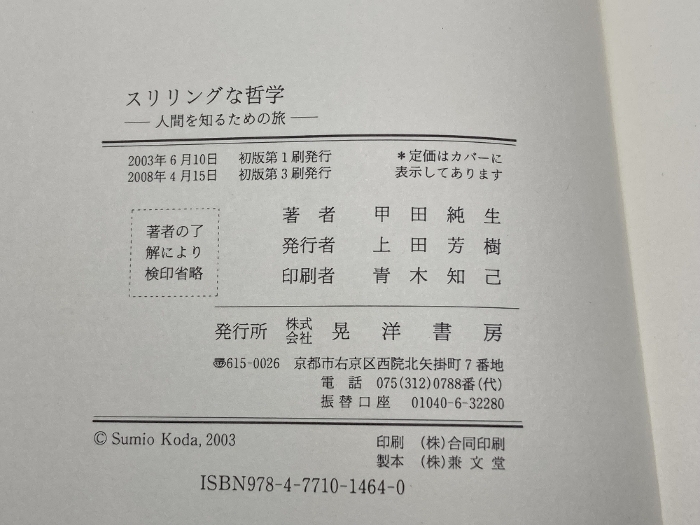 スリリングな哲学
── 人間を知るための旅 ──
2003年6月10日　初版第1刷発行
2008年4月15日　初版第3刷発行
＊定価はカバーに
表示してあります
著者の了
解により
検印省略
著　者　甲田純生
発行者　上田芳樹
印刷者　青木知己
発行所　株式会社　晃洋書房
〠615-0026　京都市右京区西院北矢掛町7番地
電　話　075(312)0788番(代)
振替口座　01040-6-32280
© Sumio Koda, 2003
印刷　(株)合同印刷
製本　(株)兼文堂
ISBN978-4-7710-1464-0